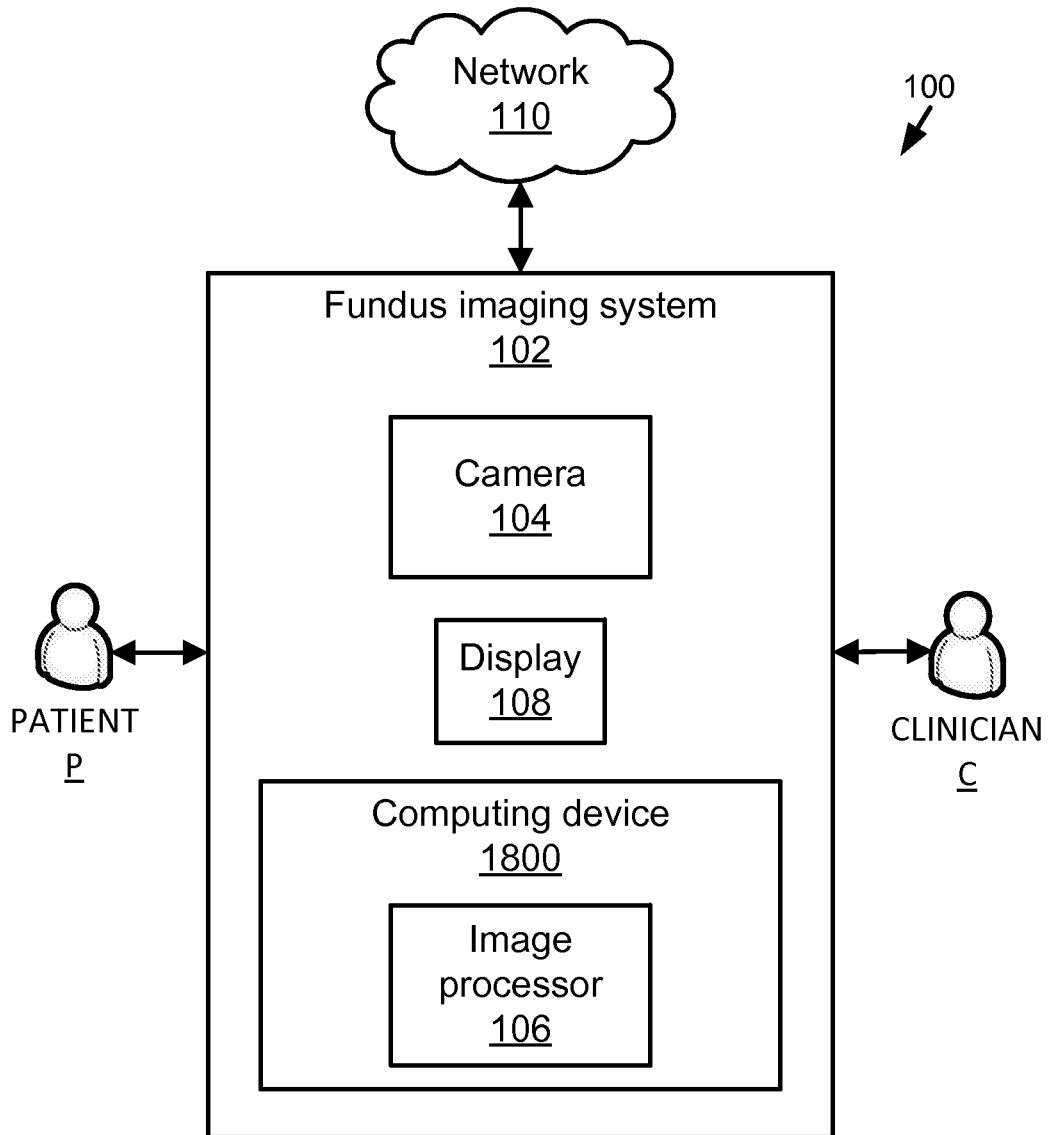 Network
110
100
Fundus imaging system
102
Camera
104
Display
108
PATIENT
P
CLINICIAN
C
Computing device
1800
Image
processor
106